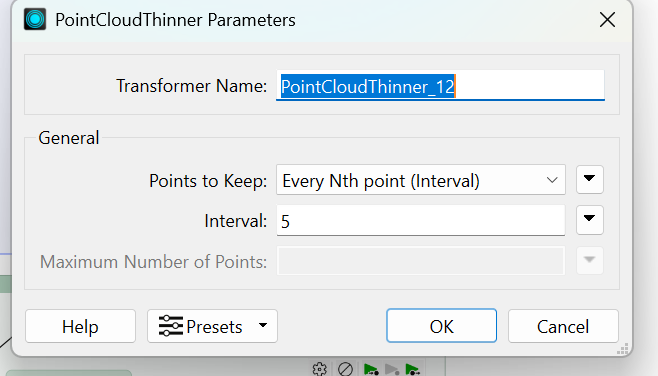 PointCloudThinner Parameters
Transformer Name: PointCloudThinner_12
General
Points to Keep: Every Nth point (Interval)
Interval: 5
Maximum Number of Points:
Help Presets OK Cancel